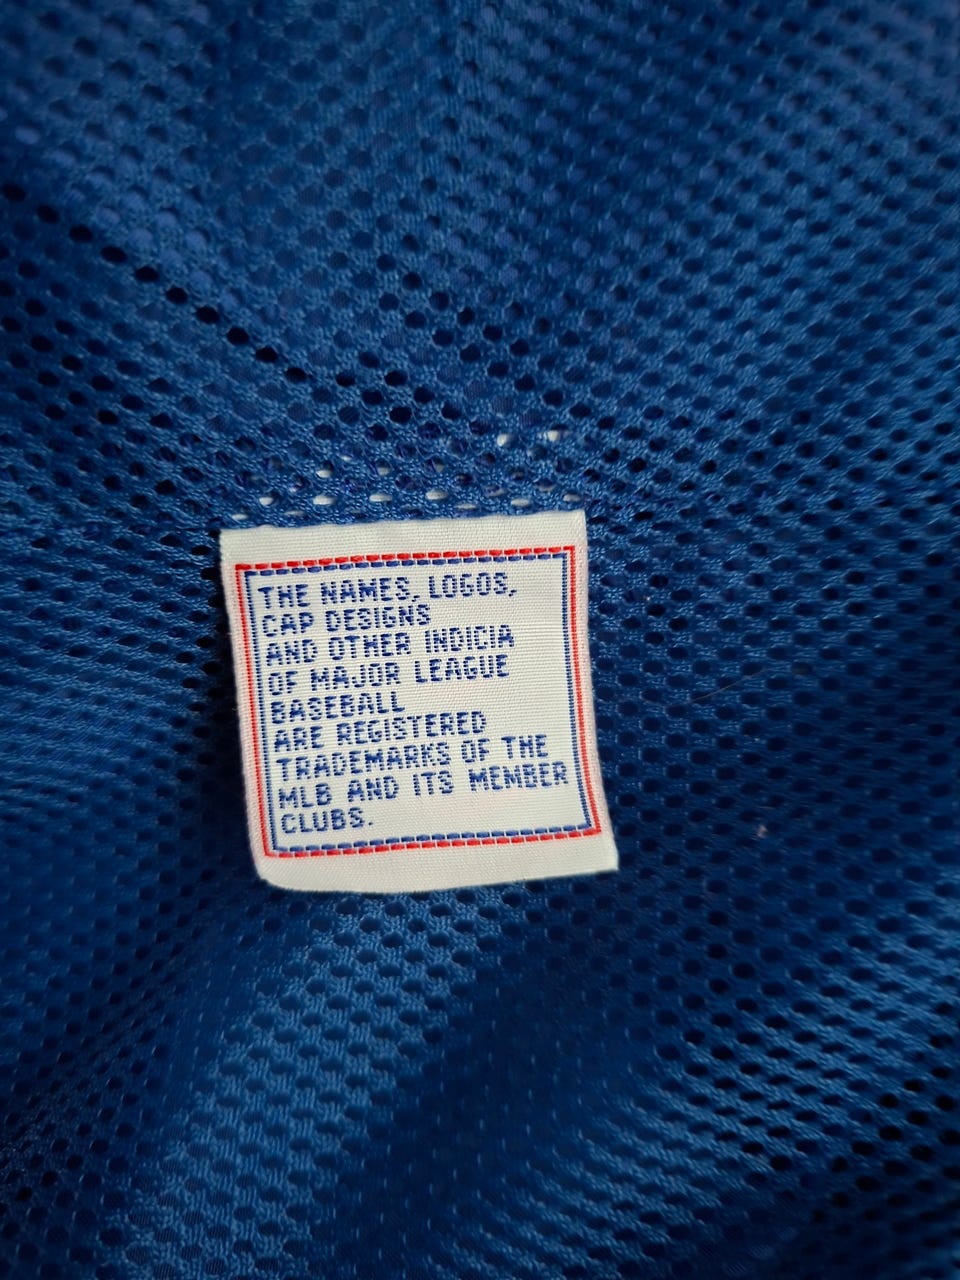 THE NAMES, LOGOS,
CAP DESIGNS
AND OTHER INDICIA
OF MAJOR LEAGUE
BASEBALL
ARE REGISTERED
TRADEMARKS OF THE
MLB AND ITS MEMBER
CLUBS.